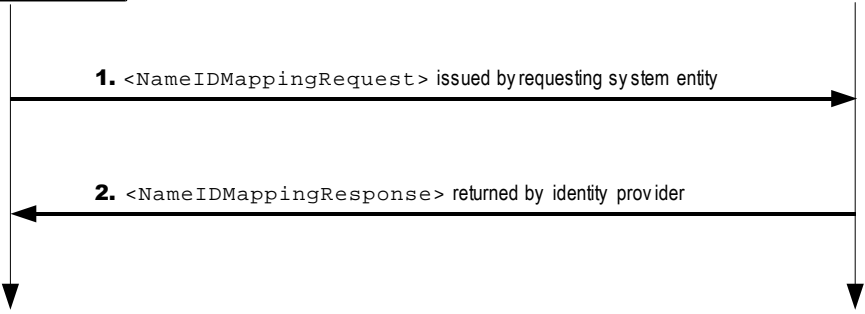 1. <NameIDMappingRequest> issued by requesting system entity
2. <NameIDMappingResponse> returned by identity provider